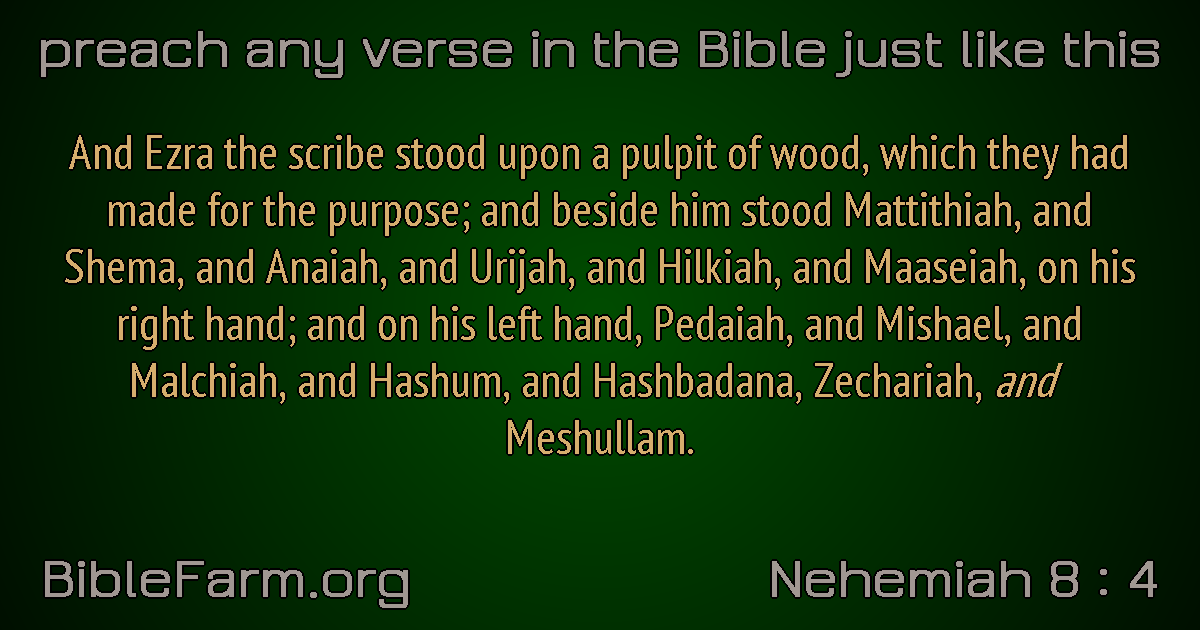 preach any verse in the Bible just like this
And Ezra the scribe stood upon a pulpit of wood, which they had
made for the purpose; and beside him stood Mattithiah, and
Shema, and Anaiah, and Urijah, and Hilkiah, and Maaseiah, on his
right hand; and on his left hand, Pedaiah, and Mishael, and
Malchiah, and Hashum, and Hashbadana, Zechariah, and
Meshullam.
BibleFarm.org
Nehemiah 8 : 4